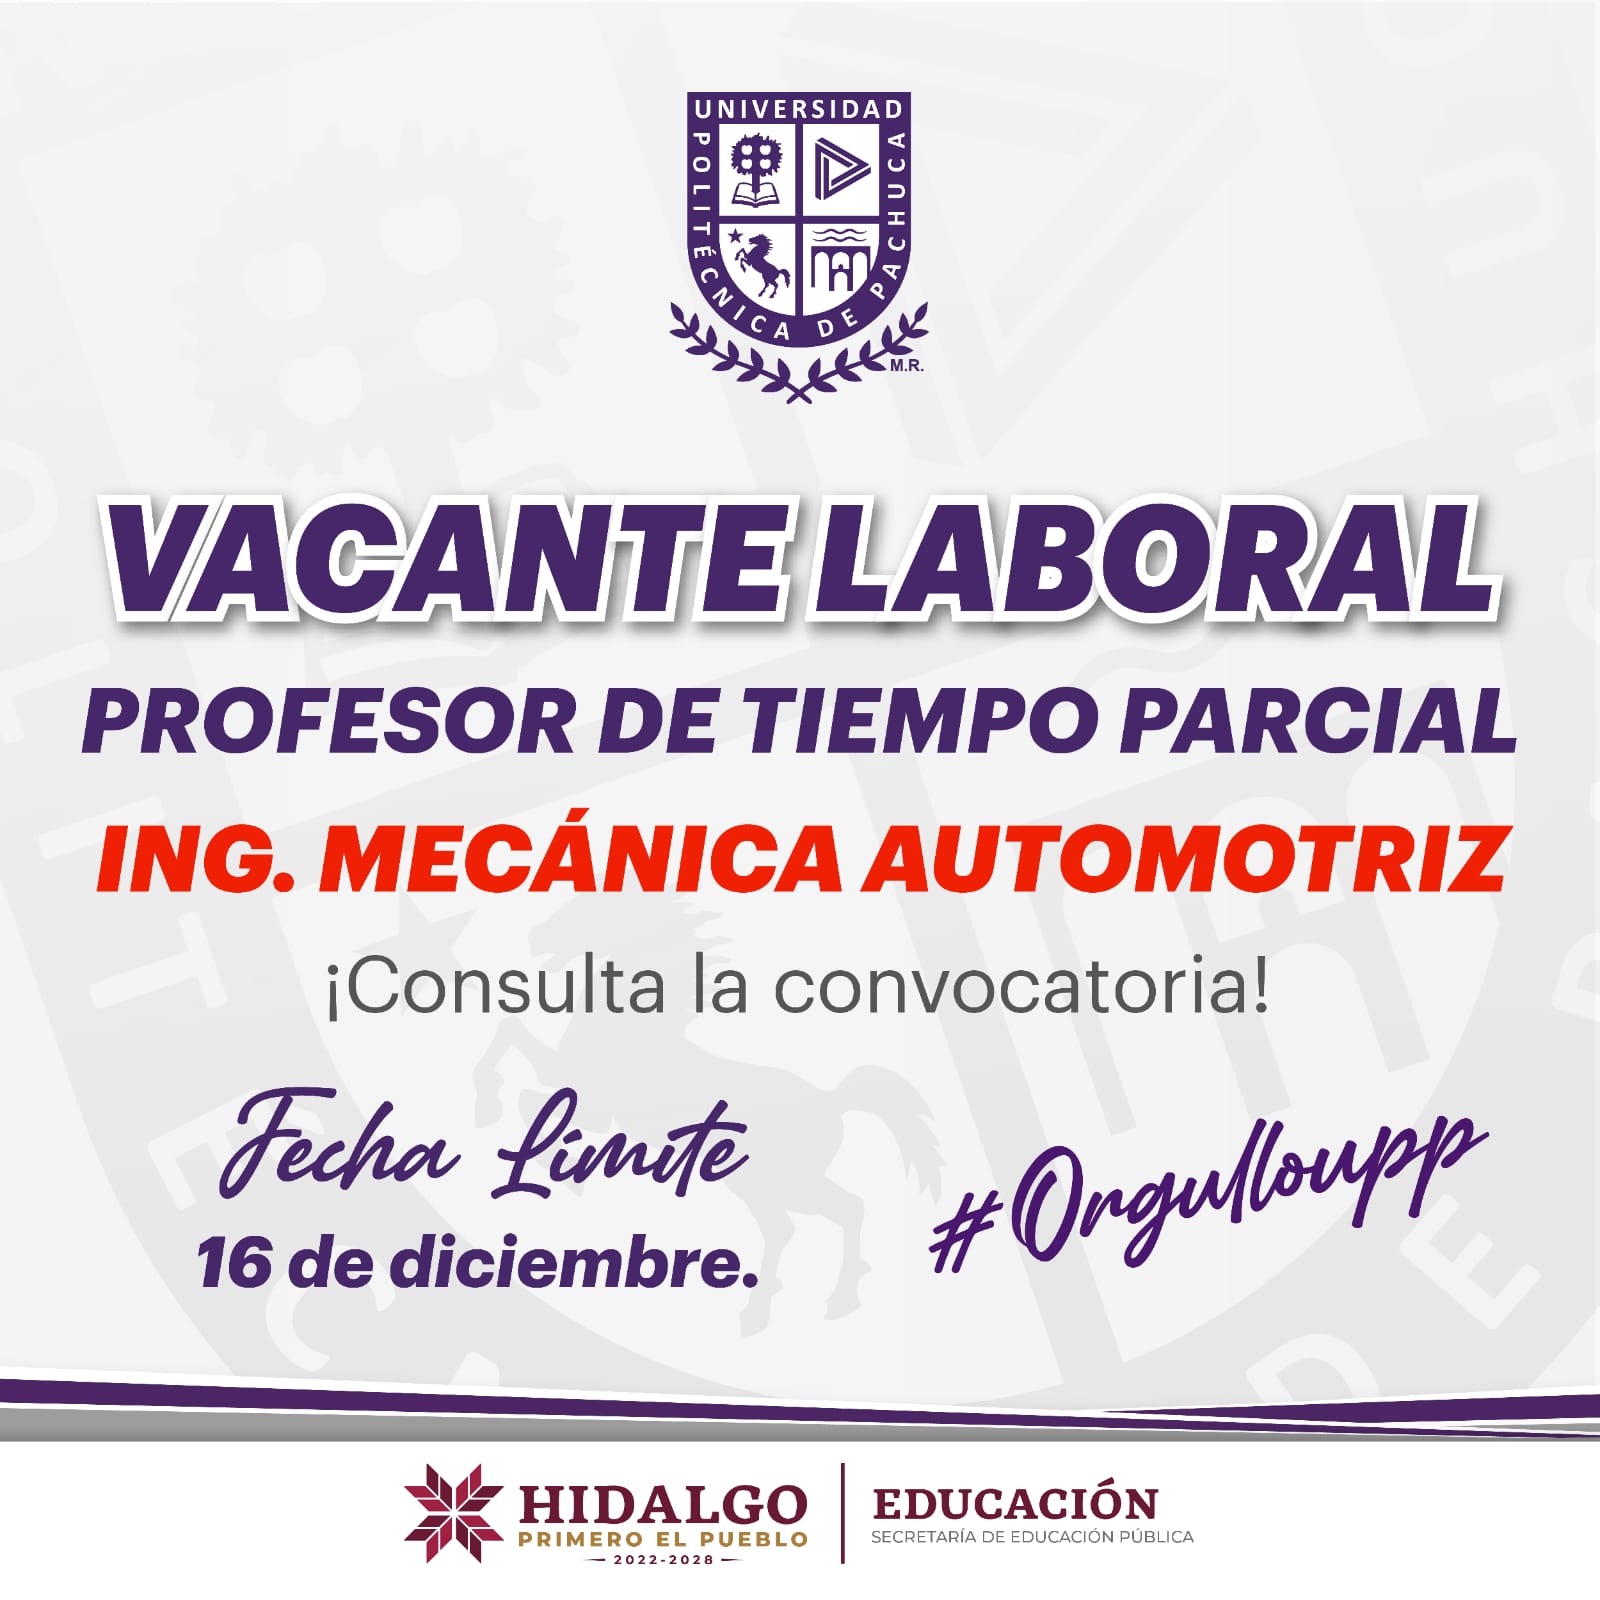 UNIVERSIDAD
POLITÉCNICA DE PACHUCA
M.R.
VACANTE LABORAL
PROFESOR DE TIEMPO PARCIAL
ING. MECÁNICA AUTOMOTRIZ
¡Consulta la convocatoria!
Fecha Límite
16 de diciembre.
#Orgulloupp
HIDALGO
PRIMERO EL PUEBLO
2022-2028
EDUCACIÓN
SECRETARÍA DE EDUCACIÓN PÚBLICA